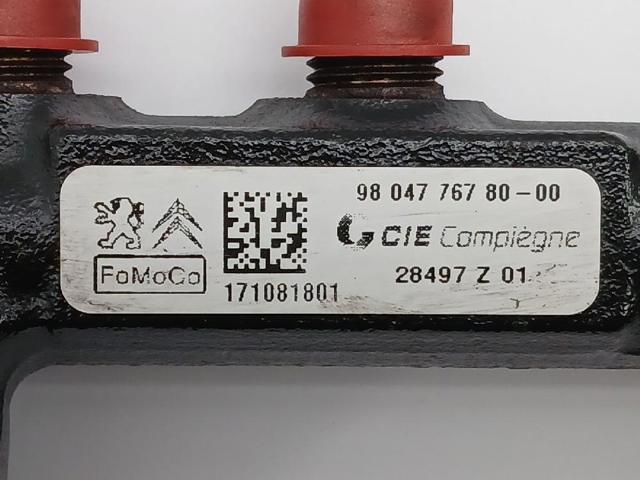 98 047 767 80-00
CIE Compiègne
FoMoCo
28497 Z 01
171081801